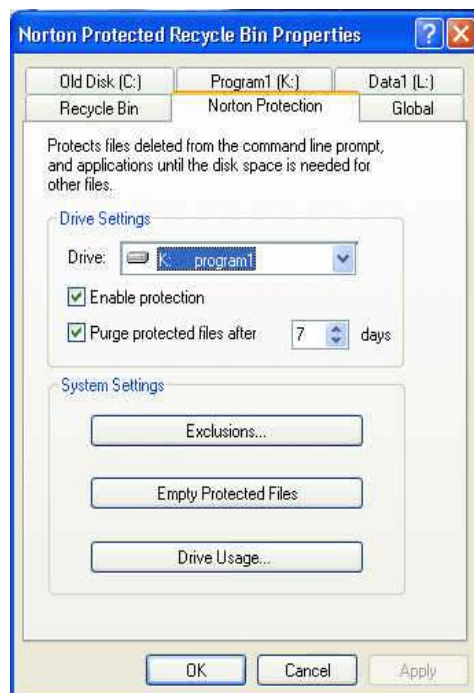 Norton Protected Recycle Bin Properties
Old Disk (C:) Program1 (K:) Data1 (L:)
Recycle Bin Norton Protection Global
Protects files deleted from the command line prompt,
and applications until the disk space is needed for
other files.
Drive Settings
Drive: K: program1
Enable protection
Purge protected files after 7 days
System Settings
Exclusions...
Empty Protected Files
Drive Usage...
OK Cancel Apply